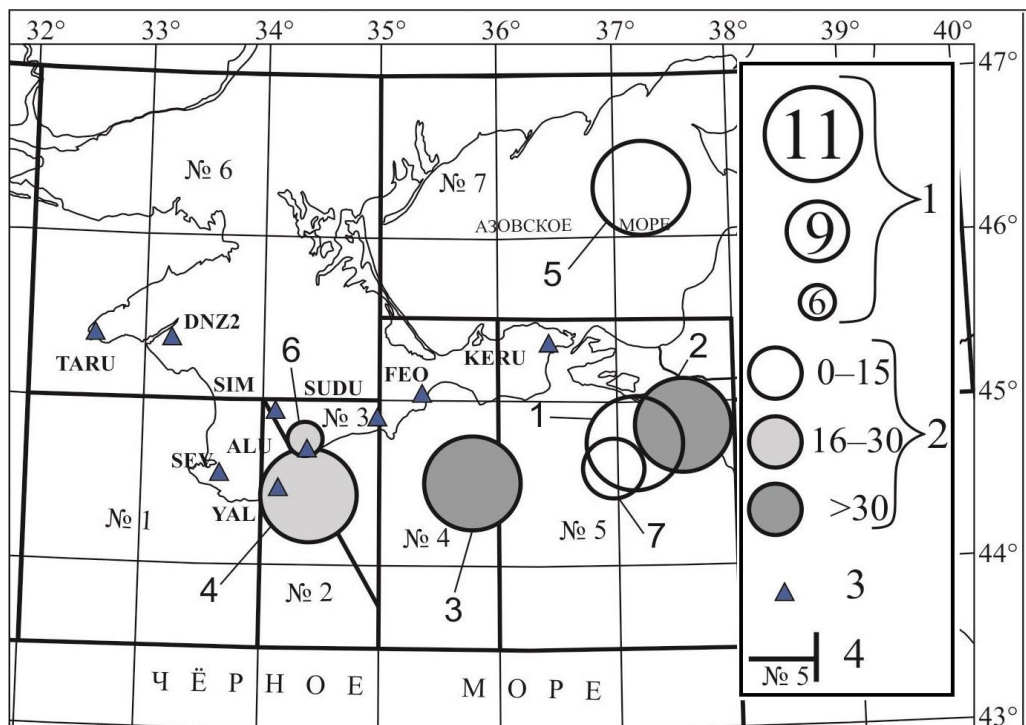 32° 33° 34° 35° 36° 37° 38 39° 40°
47°
11
1
№ 6
№ 7
9
АЗОВСКОЕ МОРЕ
46°
5
6
DNZ2
TARU
KERU
2
6
FEO
0–15
SIM
SUDU
45°
№ 3
1
ALU
16–30
2
SEV
>30
YAL
№ 1
№ 4
№ 5
7
44°
4
№ 2
3
3
4
№ 5
ЧЁРНОЕ МОРЕ
43°